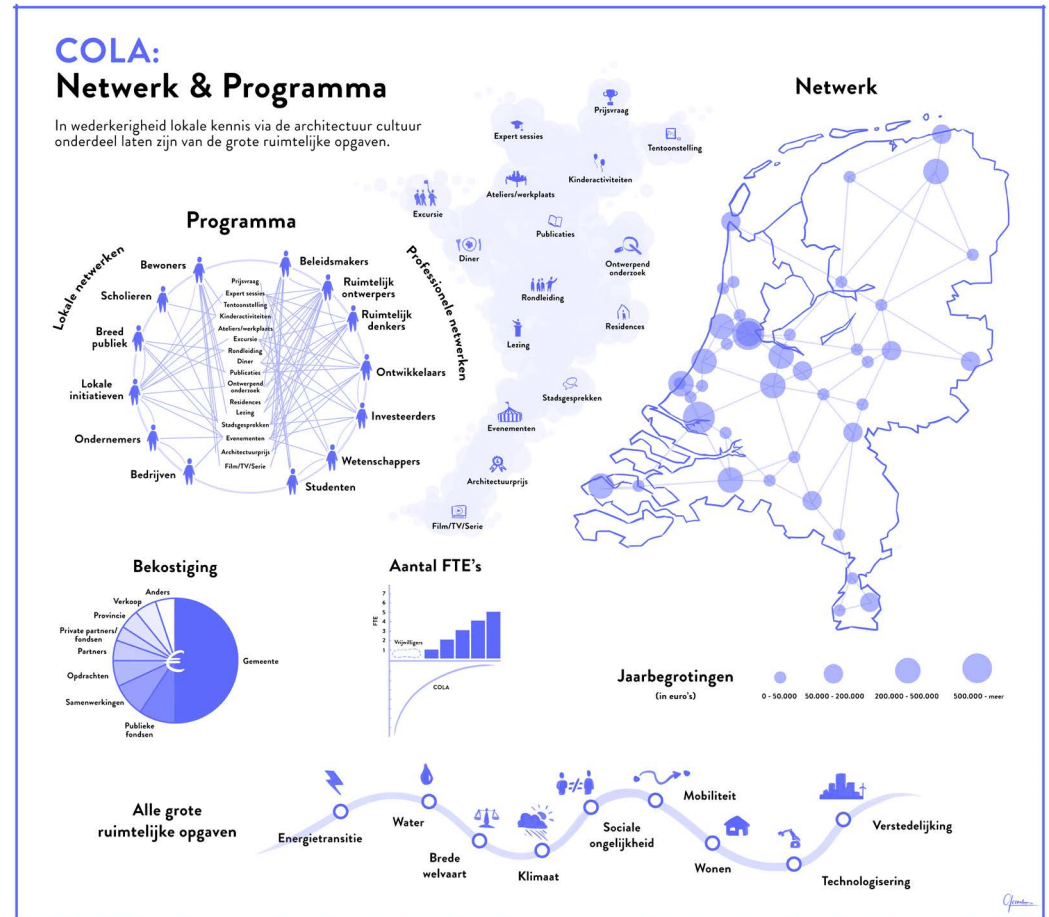 COLA:
Netwerk & Programma
In wederkerigheid lokale kennis via de architectuur cultuur
onderdeel laten zijn van de grote ruimtelijke opgaven.
Programma
Lokale netwerken
Professionele netwerken
Bewoners
Scholieren
Breed
publiek
Lokale
initiatieven
Ondernemers
Bedrijven
Beleidsmakers
Ruimtelijk
ontwerpers
Ruimtelijk
denkers
Ontwikkelaars
Investeerders
Wetenschappers
Studenten
Prijsvraag
Expert sessies
Tentoonstelling
Kinderactiviteiten
Ateliers/werkplaats
Excursie
Rondleiding
Diner
Publicaties
Ontwerpend
onderzoek
Residences
Lezing
Stadsgesprekken
Evenementen
Architectuurprijs
Film/TV/Serie
Prijsvraag
Expert sessies
Tentoonstelling
Kinderactiviteiten
Ateliers/werkplaats
Excursie
Publicaties
Diner
Ontwerpend
onderzoek
Rondleiding
Residences
Lezing
Stadsgesprekken
Evenementen
Architectuurprijs
Film/TV/Serie
Netwerk
Jaarbegrotingen
(in euro's)
0 - 50.000
50.000 - 200.000
200.000 - 500.000
500.000 - meer
Bekostiging
Anders
Verkoop
Provincie
Private partners/
fondsen
Partners
Opdrachten
Samenwerkingen
Publieke
fondsen
Gemeente
€
Aantal FTE's
FTE
7
6
5
4
3
2
1
Vrijwilligers
COLA
Alle grote
ruimtelijke opgaven
Energietransitie
Water
Brede
welvaart
Klimaat
Sociale
ongelijkheid
Mobiliteit
Wonen
Technologisering
Verstedelijking